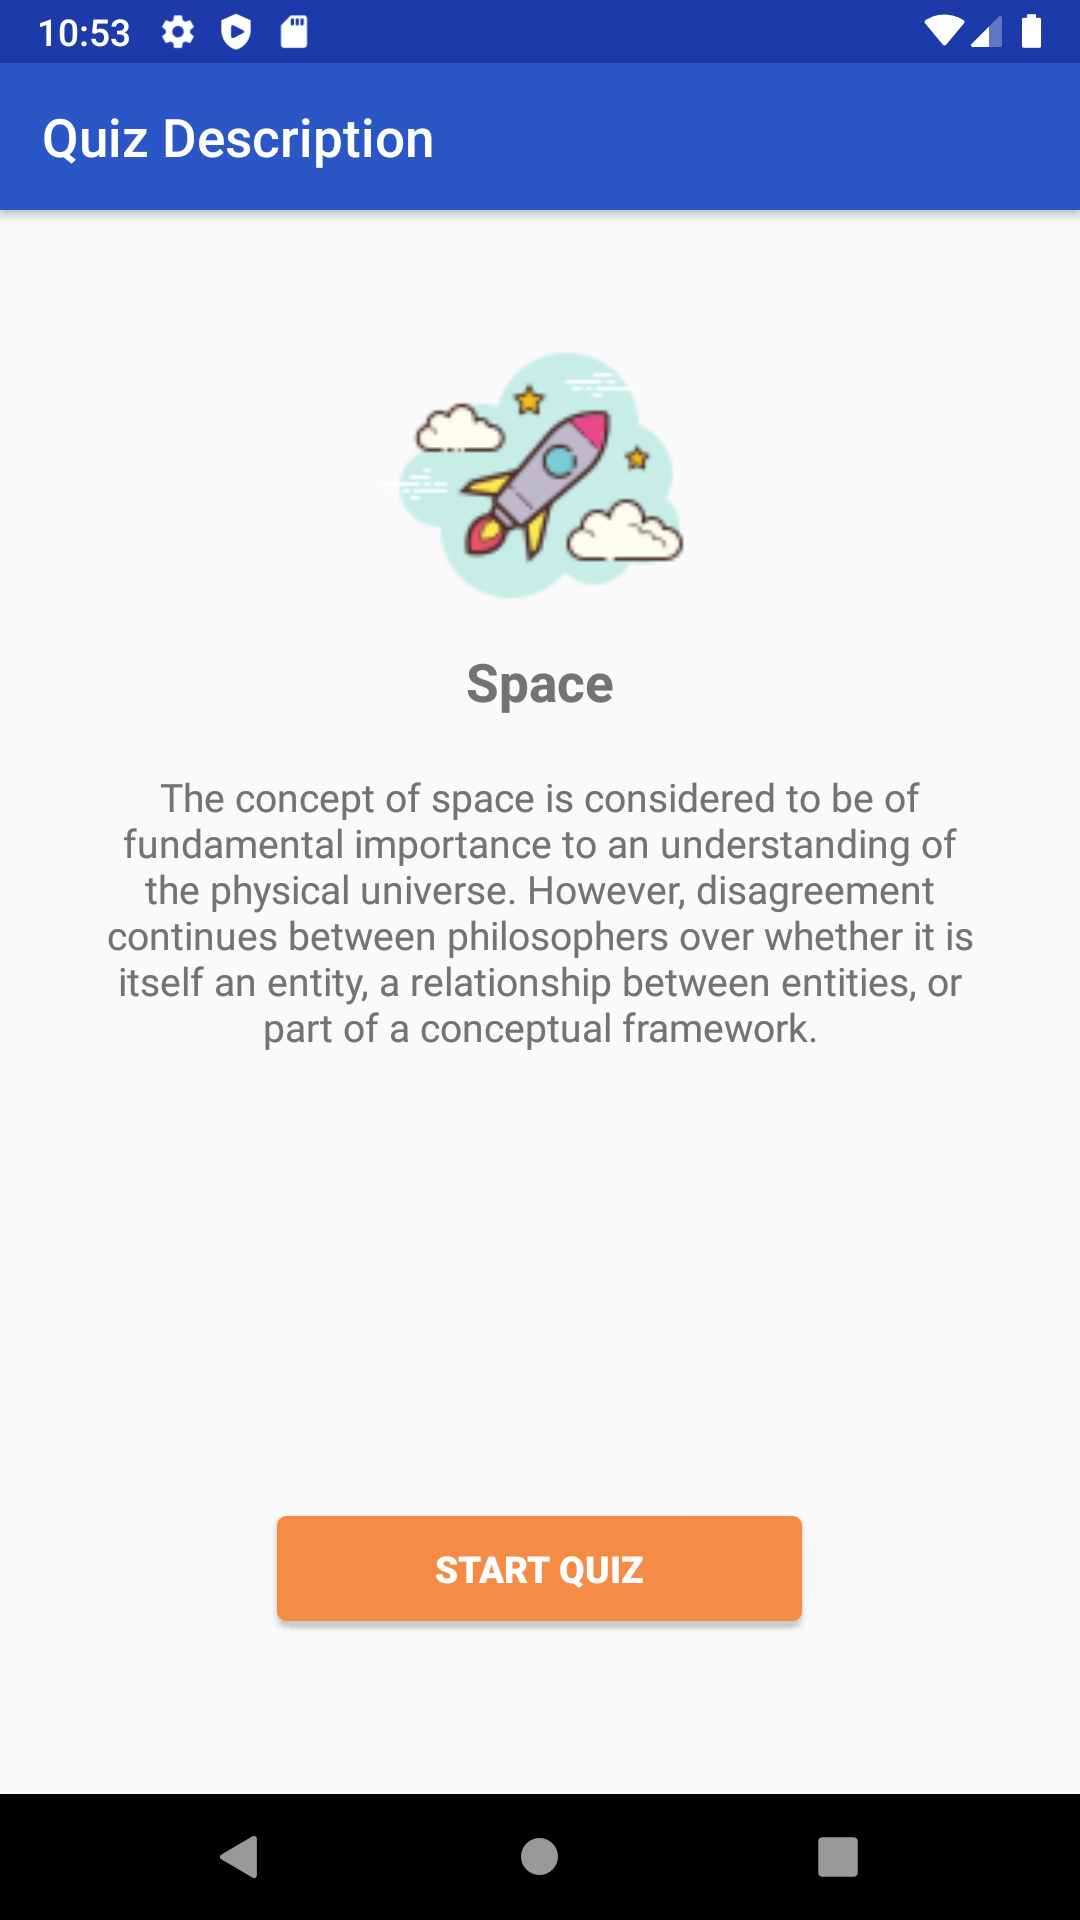 10:53
Quiz Description
Space
The concept of space is considered to be of
fundamental importance to an understanding of
the physical universe. However, disagreement
continues between philosophers over whether it is
itself an entity, a relationship between entities, or
part of a conceptual framework.
START QUIZ